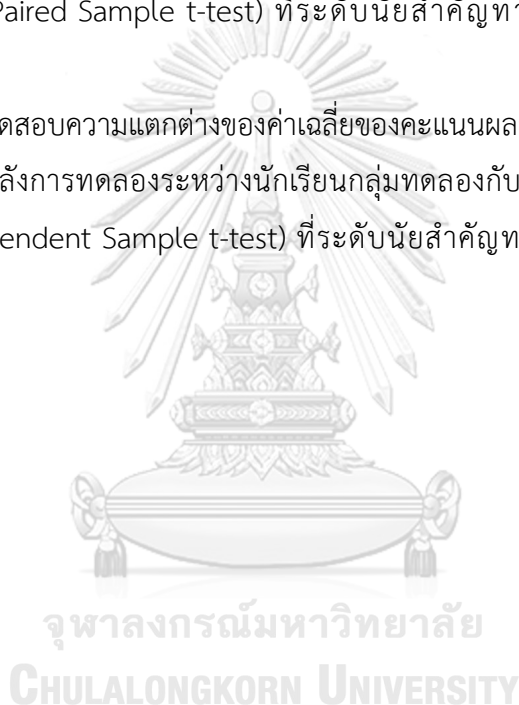 Paired Sample t-test) ที่ระดับนัยสำคัญทา
ดสอบความแตกต่างของค่าเฉลี่ยของคะแนนผล
ลังการทดลองระหว่างนักเรียนกลุ่มทดลองกับ
endent Sample t-test) ที่ระดับนัยสำคัญท
จุฬาลงกรณ์มหาวิทยาลัย
CHULALONGKORN UNIVERSITY